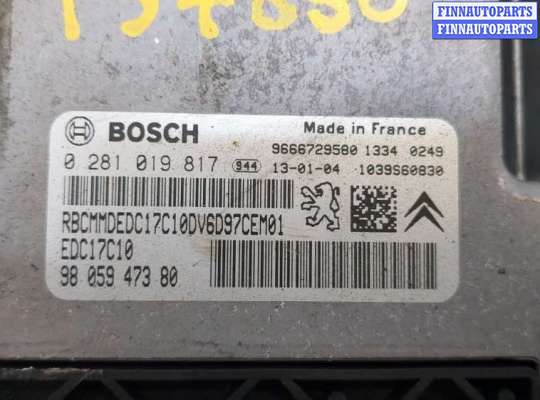 FINNAUTOPARTS
FINNAUTOPARTS
BOSCH
Made in France
9666729580 1334 0249
0 281 019 817 944 13-01-04 1039S60830
RBCMMDEDC17C10DV6D97CEM01
EDC17C10
98 059 473 80